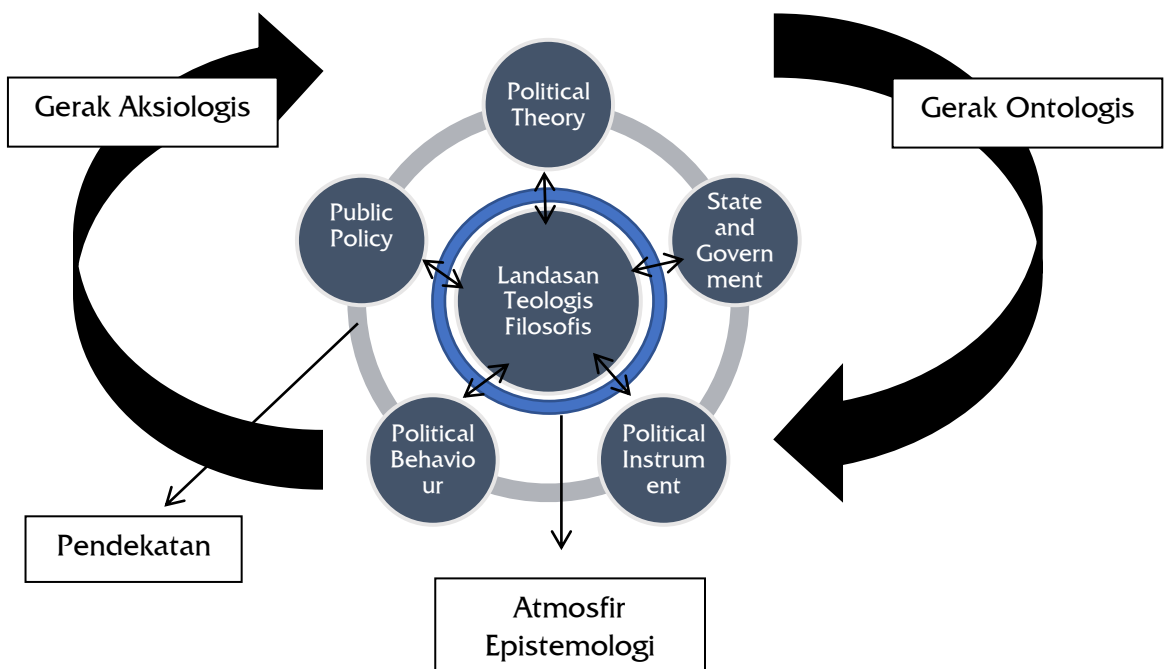 Gerak Aksiologis
Political
Theory
Gerak Ontologis
Public
Policy
State
and
Govern
ment
Landasan
Teologis
Filosofis
Political
Behavio
ur
Political
Instrum
ent
Pendekatan
Atmosfir
Epistemologi